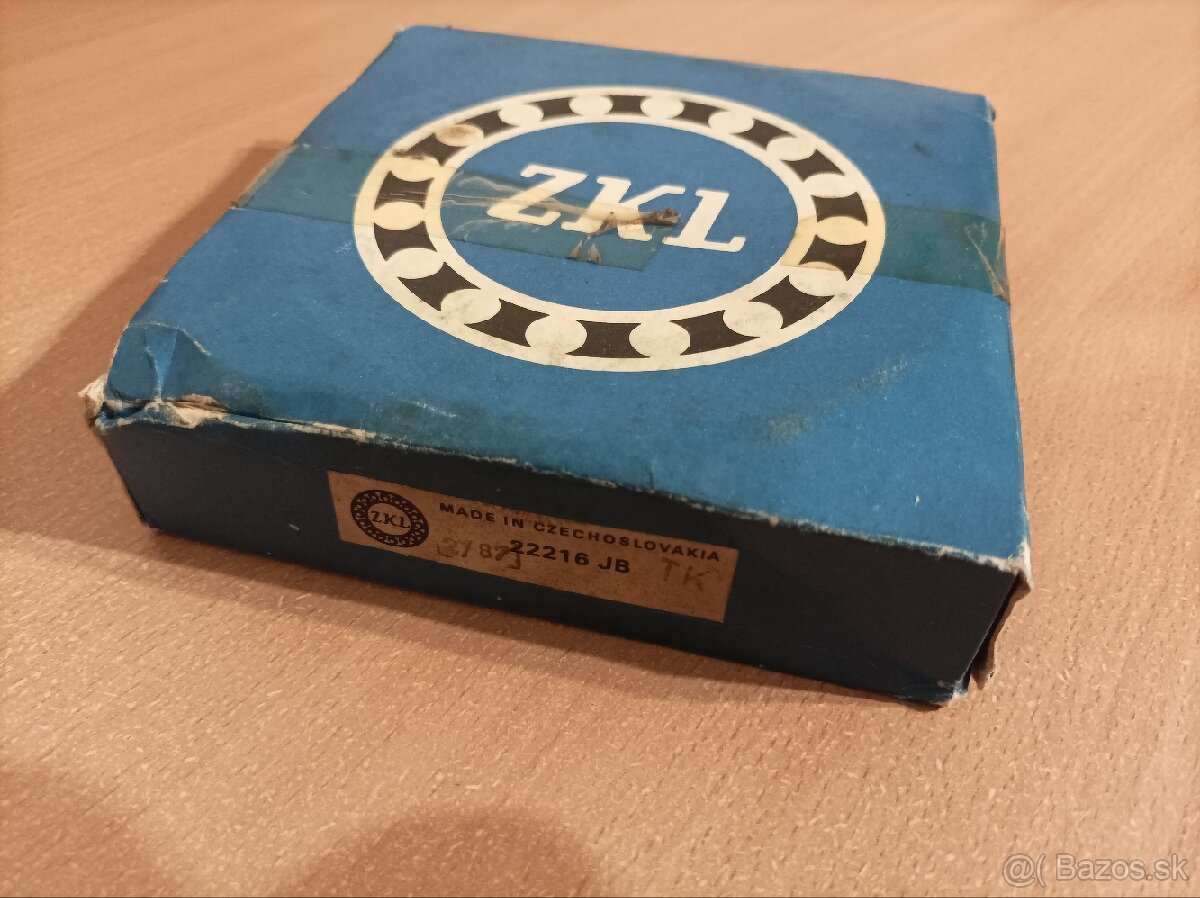 ZKL
ZKL
MADE IN CZECHOSLOVAKIA
22216 JB TK
@( Bazos.sk